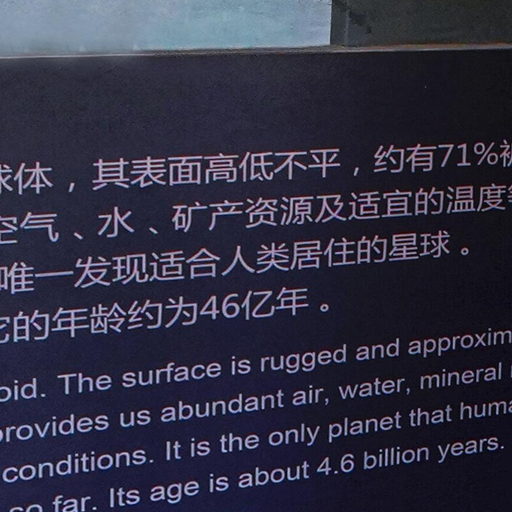 球体，其表面高低不平，约有71%被
空气、水、矿产资源及适宜的温度等
唯一发现适合人类居住的星球。
它的年龄约为46亿年。
oid. The surface is rugged and approxim
provides us abundant air, water, mineral
conditions. It is the only planet that huma
so far. Its age is about 4.6 billion years.